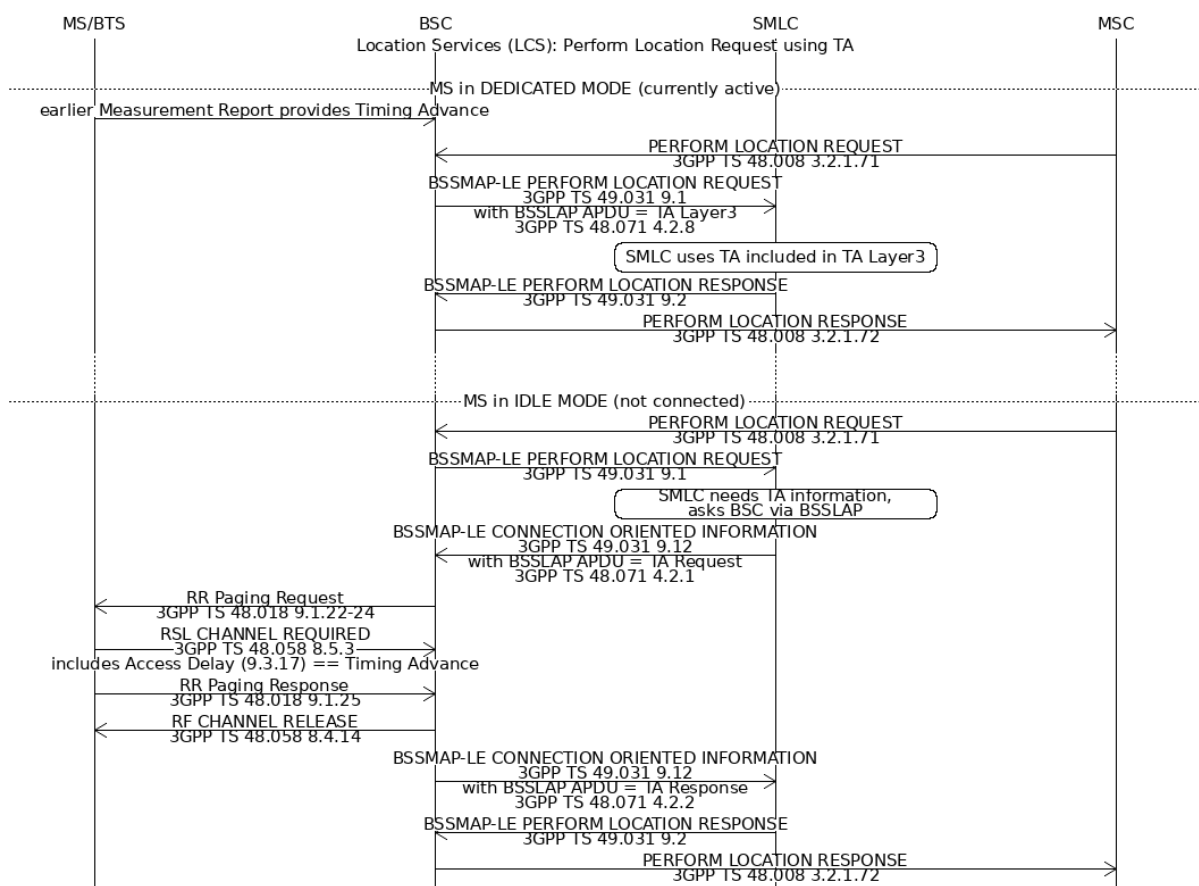 MS/BTS BSC SMLC MSC
Location Services (LCS): Perform Location Request using TA
MS in DEDICATED MODE (currently active)
earlier Measurement Report provides Timing Advance
PERFORM LOCATION REQUEST
3GPP TS 48.008 3.2.1.71
BSSMAP-LE PERFORM LOCATION REQUEST
3GPP TS 49.031 9.1
with BSSLAP APDU = TA Layer3
3GPP TS 48.071 4.2.8
SMLC uses TA included in TA Layer3
BSSMAP-LE PERFORM LOCATION RESPONSE
3GPP TS 49.031 9.2
PERFORM LOCATION RESPONSE
3GPP TS 48.008 3.2.1.72
MS in IDLE MODE (not connected)
PERFORM LOCATION REQUEST
3GPP TS 48.008 3.2.1.71
BSSMAP-LE PERFORM LOCATION REQUEST
3GPP TS 49.031 9.1
SMLC needs TA information,
asks BSC via BSSLAP
BSSMAP-LE CONNECTION ORIENTED INFORMATION
3GPP TS 49.031 9.12
with BSSLAP APDU = TA Request
3GPP TS 48.071 4.2.1
RR Paging Request
3GPP TS 48.018 9.1.22-24
RSL CHANNEL REQUIRED
3GPP TS 48.058 8.5.3
includes Access Delay (9.3.17) == Timing Advance
RR Paging Response
3GPP TS 48.018 9.1.25
RF CHANNEL RELEASE
3GPP TS 48.058 8.4.14
BSSMAP-LE CONNECTION ORIENTED INFORMATION
3GPP TS 49.031 9.12
with BSSLAP APDU = TA Response
3GPP TS 48.071 4.2.2
BSSMAP-LE PERFORM LOCATION RESPONSE
3GPP TS 49.031 9.2
PERFORM LOCATION RESPONSE
3GPP TS 48.008 3.2.1.72